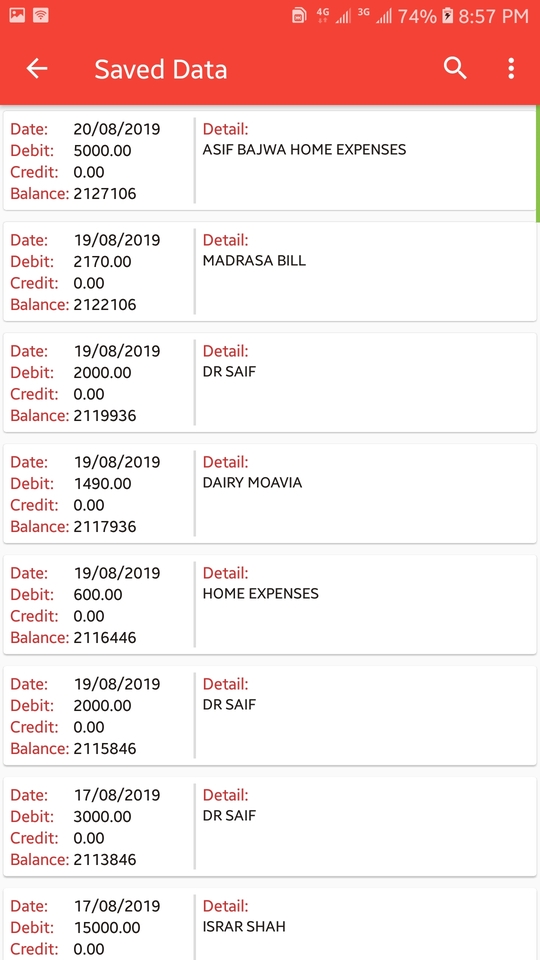 4G 3G 74% 8:57 PM
Saved Data
Date: 20/08/2019 Detail:
Debit: 5000.00 ASIF BAJWA HOME EXPENSES
Credit: 0.00
Balance: 2127106
Date: 19/08/2019 Detail:
Debit: 2170.00 MADRASA BILL
Credit: 0.00
Balance: 2122106
Date: 19/08/2019 Detail:
Debit: 2000.00 DR SAIF
Credit: 0.00
Balance: 2119936
Date: 19/08/2019 Detail:
Debit: 1490.00 DAIRY MOAVIA
Credit: 0.00
Balance: 2117936
Date: 19/08/2019 Detail:
Debit: 600.00 HOME EXPENSES
Credit: 0.00
Balance: 2116446
Date: 19/08/2019 Detail:
Debit: 2000.00 DR SAIF
Credit: 0.00
Balance: 2115846
Date: 17/08/2019 Detail:
Debit: 3000.00 DR SAIF
Credit: 0.00
Balance: 2113846
Date: 17/08/2019 Detail:
Debit: 15000.00 ISRAR SHAH
Credit: 0.00